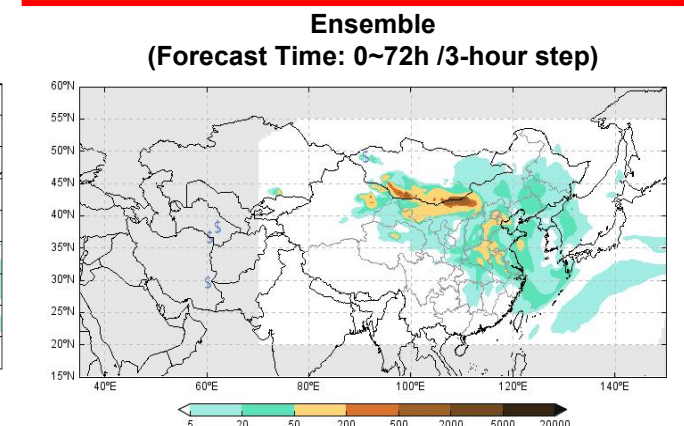 Ensemble
(Forecast Time: 0~72h /3-hour step)
60°N
55°N
50°N
45°N
40°N
35°N
30°N
25°N
20°N
15°N
40°E 60°E 80°E 100°E 120°E 140°E
$
$
$
$
5 20 50 200 500 2000 5000 20000